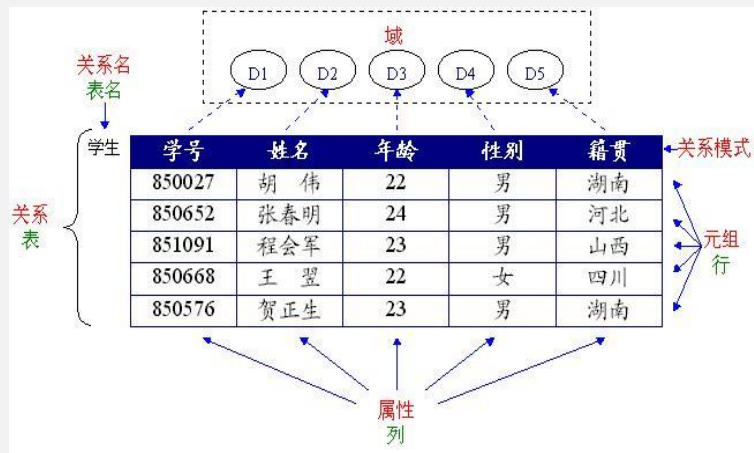 域
D1 D2 D3 D4 D5
关系名
表名
学生 学号 姓名 年龄 性别 籍贯 关系模式
850027 胡 伟 22 男 湖南
850652 张春明 24 男 河北
851091 程会军 23 男 山西
850668 王 翌 22 女 四川
850576 贺正生 23 男 湖南
关系
表
元组
行
属性
列